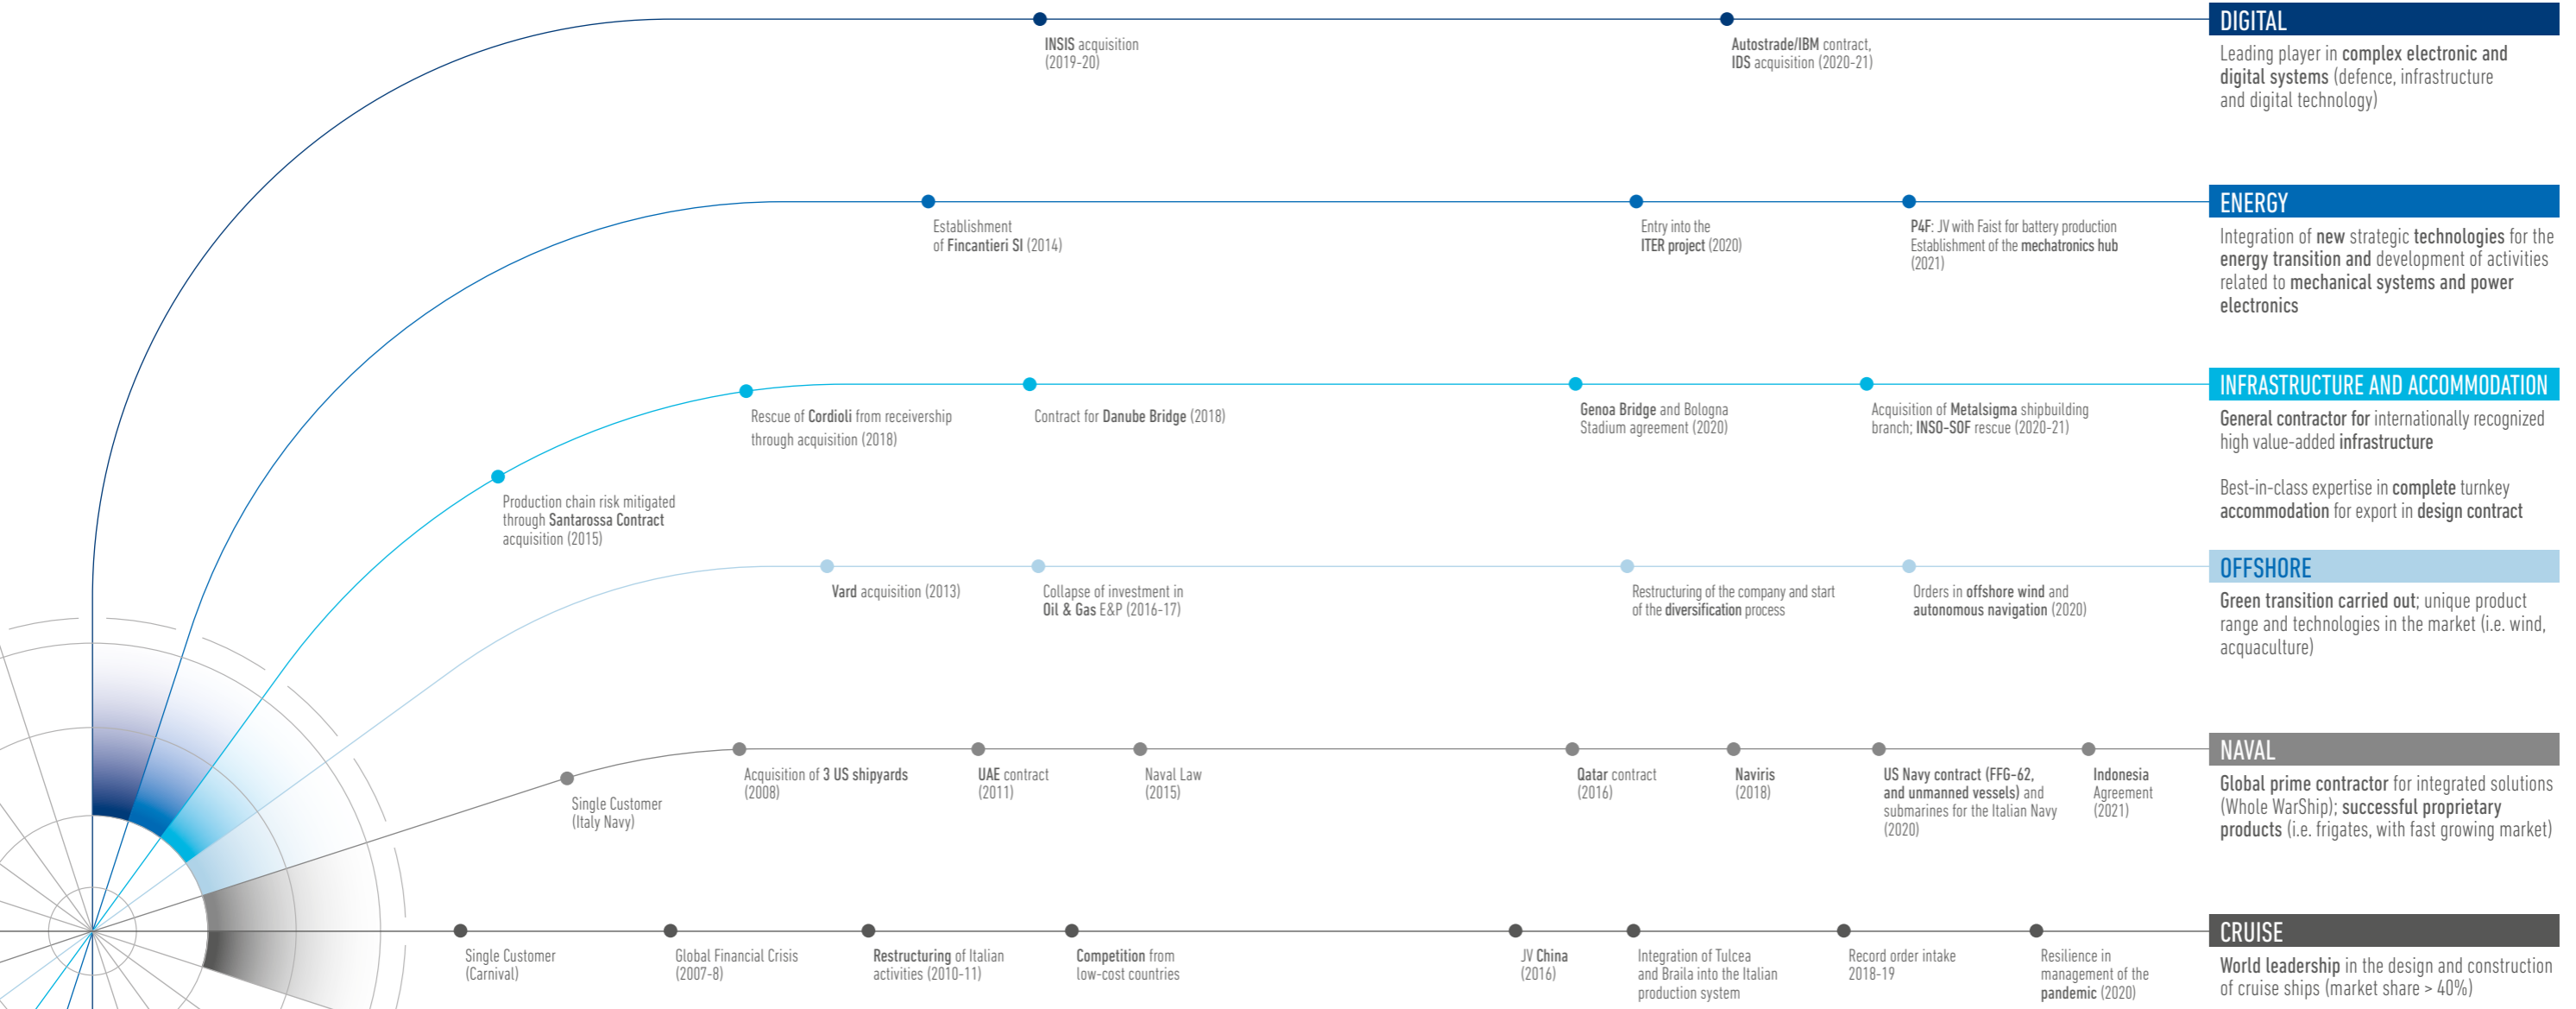 INSIS acquisition
(2019-20)
Autostrade/IBM contract,
IDS acquisition (2020-21)
DIGITAL
Leading player in complex electronic and
digital systems (defence, infrastructure
and digital technology)
Establishment
of Fincantieri SI (2014)
Entry into the
ITER project (2020)
P4F: JV with Faist for battery production
Establishment of the mechatronics hub
(2021)
ENERGY
Integration of new strategic technologies for the
energy transition and development of activities
related to mechanical systems and power
electronics
Production chain risk mitigated
through Santarossa Contract
acquisition (2015)
Rescue of Cordioli from receivership
through acquisition (2018)
Contract for Danube Bridge (2018)
Genoa Bridge and Bologna
Stadium agreement (2020)
Acquisition of Metalsigma shipbuilding
branch; INSO-SOF rescue (2020-21)
INFRASTRUCTURE AND ACCOMMODATION
General contractor for internationally recognized
high value-added infrastructure
Best-in-class expertise in complete turnkey
accommodation for export in design contract
Vard acquisition (2013)
Collapse of investment in
Oil & Gas E&P (2016-17)
Restructuring of the company and start
of the diversification process
Orders in offshore wind and
autonomous navigation (2020)
OFFSHORE
Green transition carried out; unique product
range and technologies in the market (i.e. wind,
acquaculture)
Single Customer
(Italy Navy)
Acquisition of 3 US shipyards
(2008)
UAE contract
(2011)
Naval Law
(2015)
Qatar contract
(2016)
Naviris
(2018)
US Navy contract (FFG-62,
and unmanned vessels) and
submarines for the Italian Navy
(2020)
Indonesia
Agreement
(2021)
NAVAL
Global prime contractor for integrated solutions
(Whole WarShip); successful proprietary
products (i.e. frigates, with fast growing market)
Single Customer
(Carnival)
Global Financial Crisis
(2007-8)
Restructuring of Italian
activities (2010-11)
Competition from
low-cost countries
JV China
(2016)
Integration of Tulcea
and Braila into the Italian
production system
Record order intake
2018-19
Resilience in
management of the
pandemic (2020)
CRUISE
World leadership in the design and construction
of cruise ships (market share > 40%)